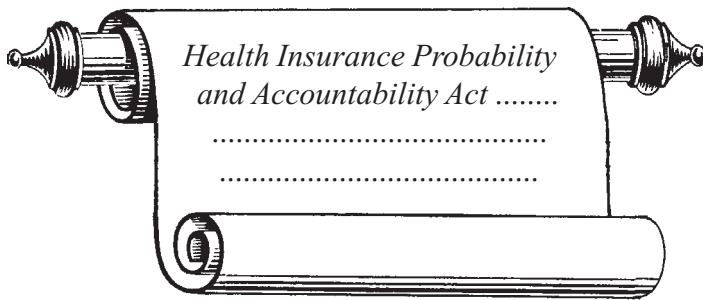 Health Insurance Probability
and Accountability Act ........
.........................................
.......................................